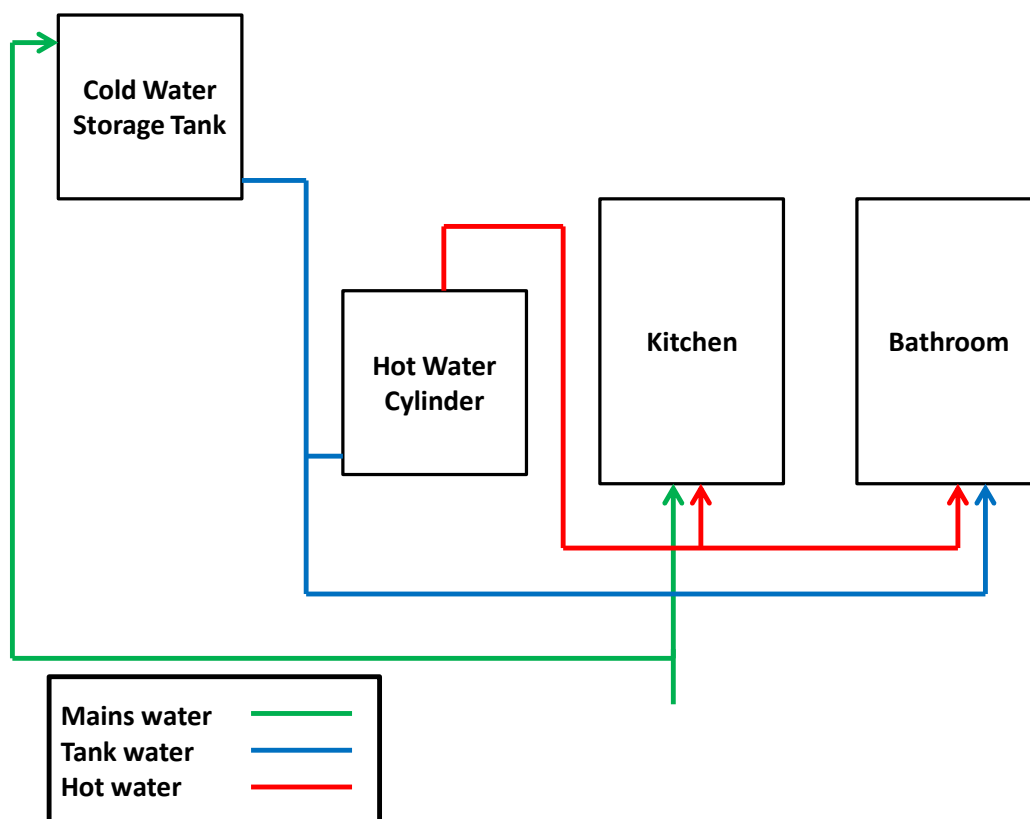 Cold Water
Storage Tank
Hot Water
Cylinder
Kitchen
Bathroom
Mains water
Tank water
Hot water